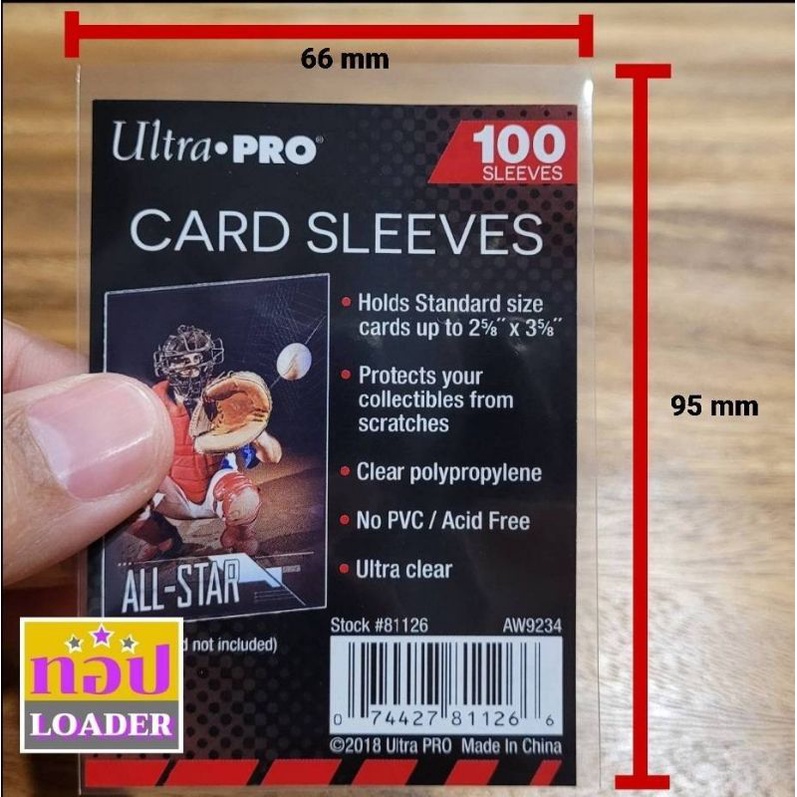 66 mm
Ultra•PRO®
100
SLEEVES
CARD SLEEVES
• Holds Standard size
cards up to 2⅝" x 3⅝"
• Protects your
collectibles from
scratches
95 mm
• Clear polypropylene
• No PVC / Acid Free
• Ultra clear
ALL-STAR
Stock #81126 AW9234
not included)
ท๊อป
LOADER
0 74427 81126 6
©2018 Ultra PRO Made In China